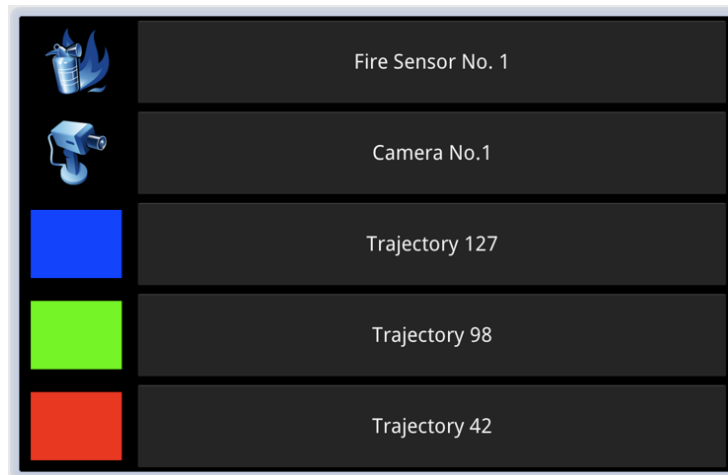 Fire Sensor No. 1
Camera No.1
Trajectory 127
Trajectory 98
Trajectory 42